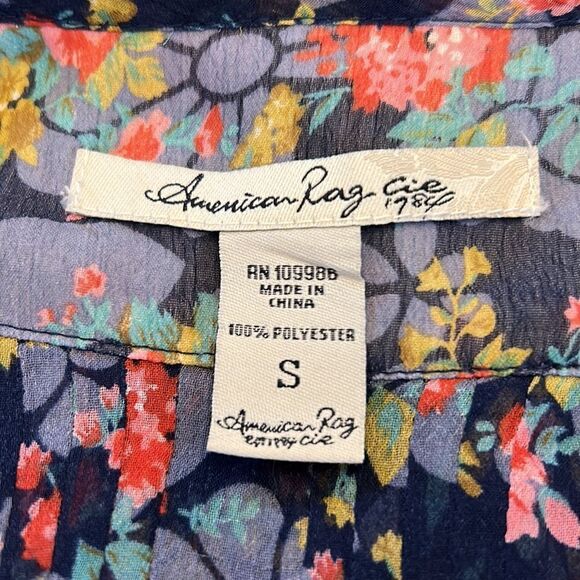 American Rag Cie
1984
RN 109986
MADE IN
CHINA
100% POLYESTER
S
American Rag
EST 1984 Cie